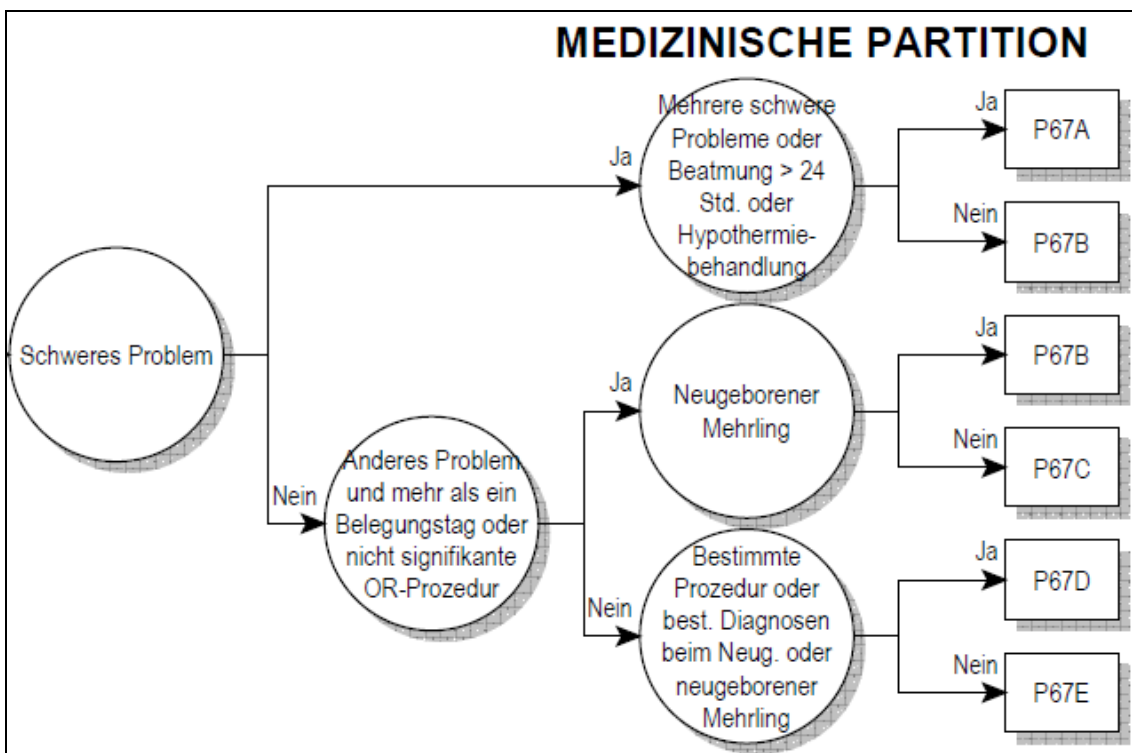 MEDIZINISCHE PARTITION
Mehrere schwere
Probleme oder
Beatmung > 24
Std. oder
Hypothermie-
behandlung
Ja
Ja
P67A
Nein
P67B
Schweres Problem
Ja
Neugeborener
Mehrling
Ja
P67B
Nein
P67C
Nein
Anderes Problem
und mehr als ein
Belegungstag oder
nicht signifikante
OR-Prozedur
Nein
Bestimmte
Prozedur oder
best. Diagnosen
beim Neug. oder
neugeborener
Mehrling
Ja
P67D
Nein
P67E